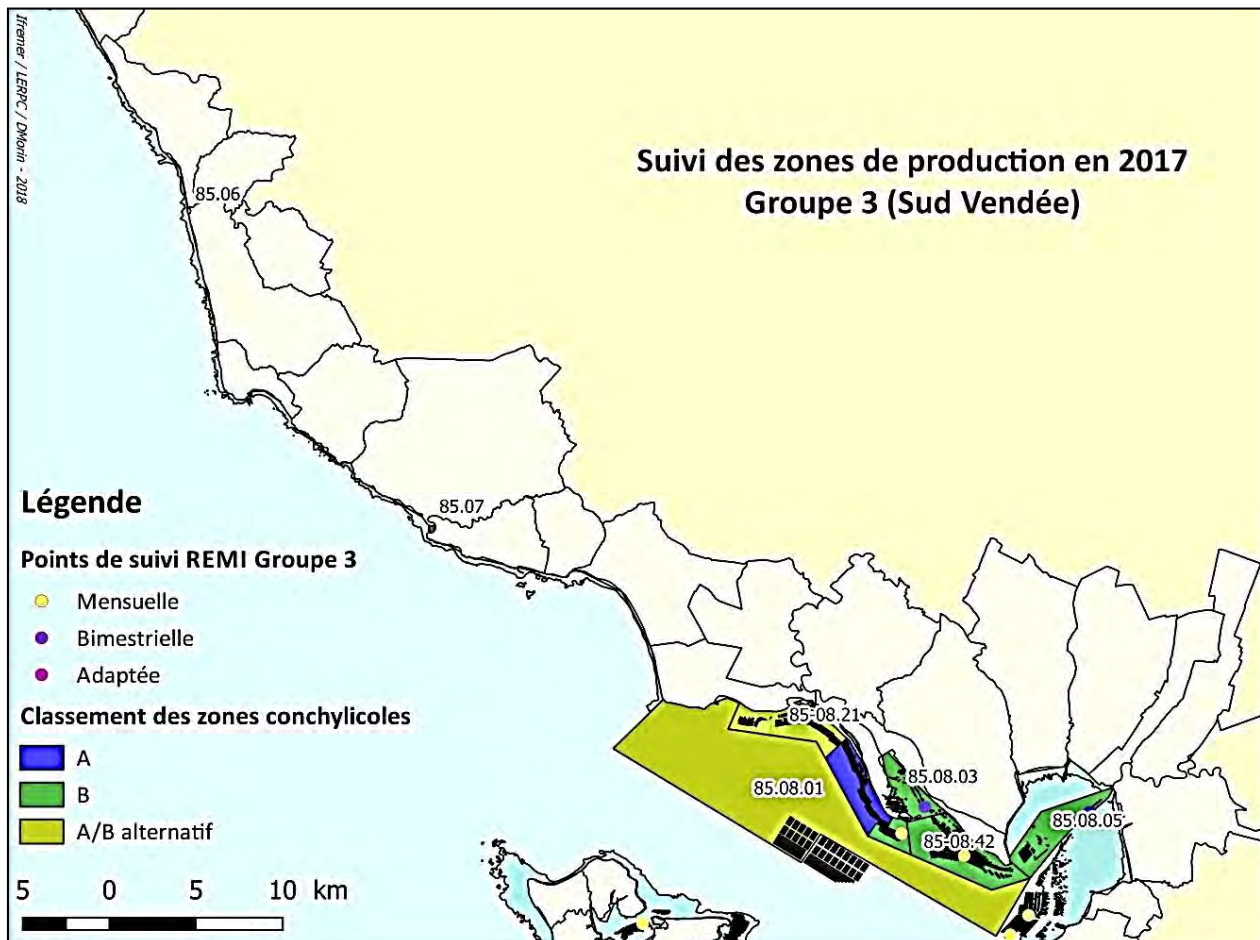 Ifremer / LERPC / DMorin - 2018
Suivi des zones de production en 2017
Groupe 3 (Sud Vendée)
85.06
85.07
Légende
Points de suivi REMI Groupe 3
Mensuelle
Bimestrielle
Adaptée
Classement des zones conchylicoles
A
B
A/B alternatif
5 0 5 10 km
85-08.21
85.08.03
85.08.01
85-08.42
85.08.05